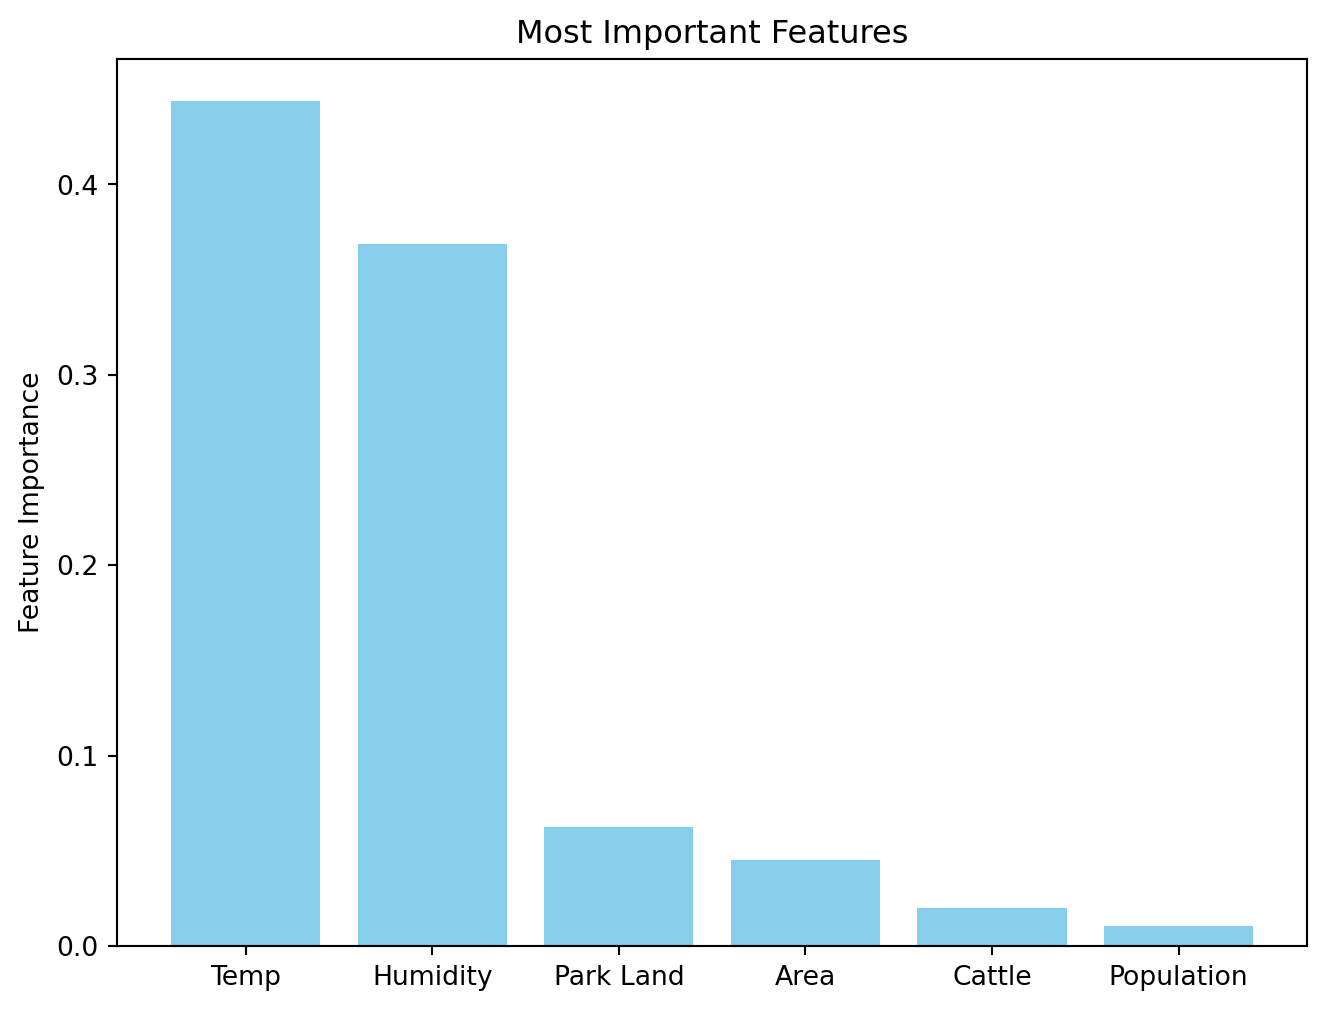 Most Important Features
Feature Importance
0.4
0.3
0.2
0.1
0.0
Temp Humidity Park Land Area Cattle Population